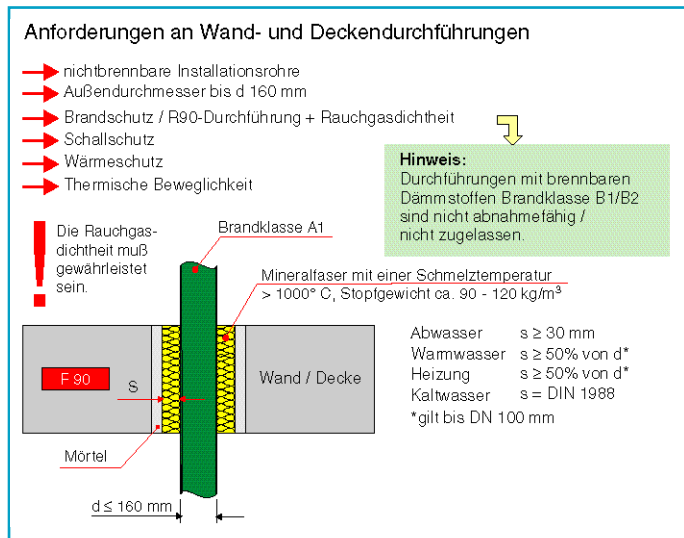 Anforderungen an Wand- und Deckendurchführungen
nichtbrennbare Installationsrohre
Außendurchmesser bis d 160 mm
Brandschutz / R90-Durchführung + Rauchgasdichtheit
Schallschutz
Wärmeschutz
Thermische Beweglichkeit
Hinweis:
Durchführungen mit brennbaren
Dämmstoffen Brandklasse B1/B2
sind nicht abnahmefähig /
nicht zugelassen.
Die Rauchgas-
dichtheit muß
gewährleistet
sein.
Brandklasse A1
Mineralfaser mit einer Schmelztemperatur
> 1000° C, Stopfgewicht ca. 90 - 120 kg/m³
F 90
S
Wand / Decke
Mörtel
d ≤ 160 mm
Abwasser s ≥ 30 mm
Warmwasser s ≥ 50% von d*
Heizung s ≥ 50% von d*
Kaltwasser s = DIN 1988
*gilt bis DN 100 mm